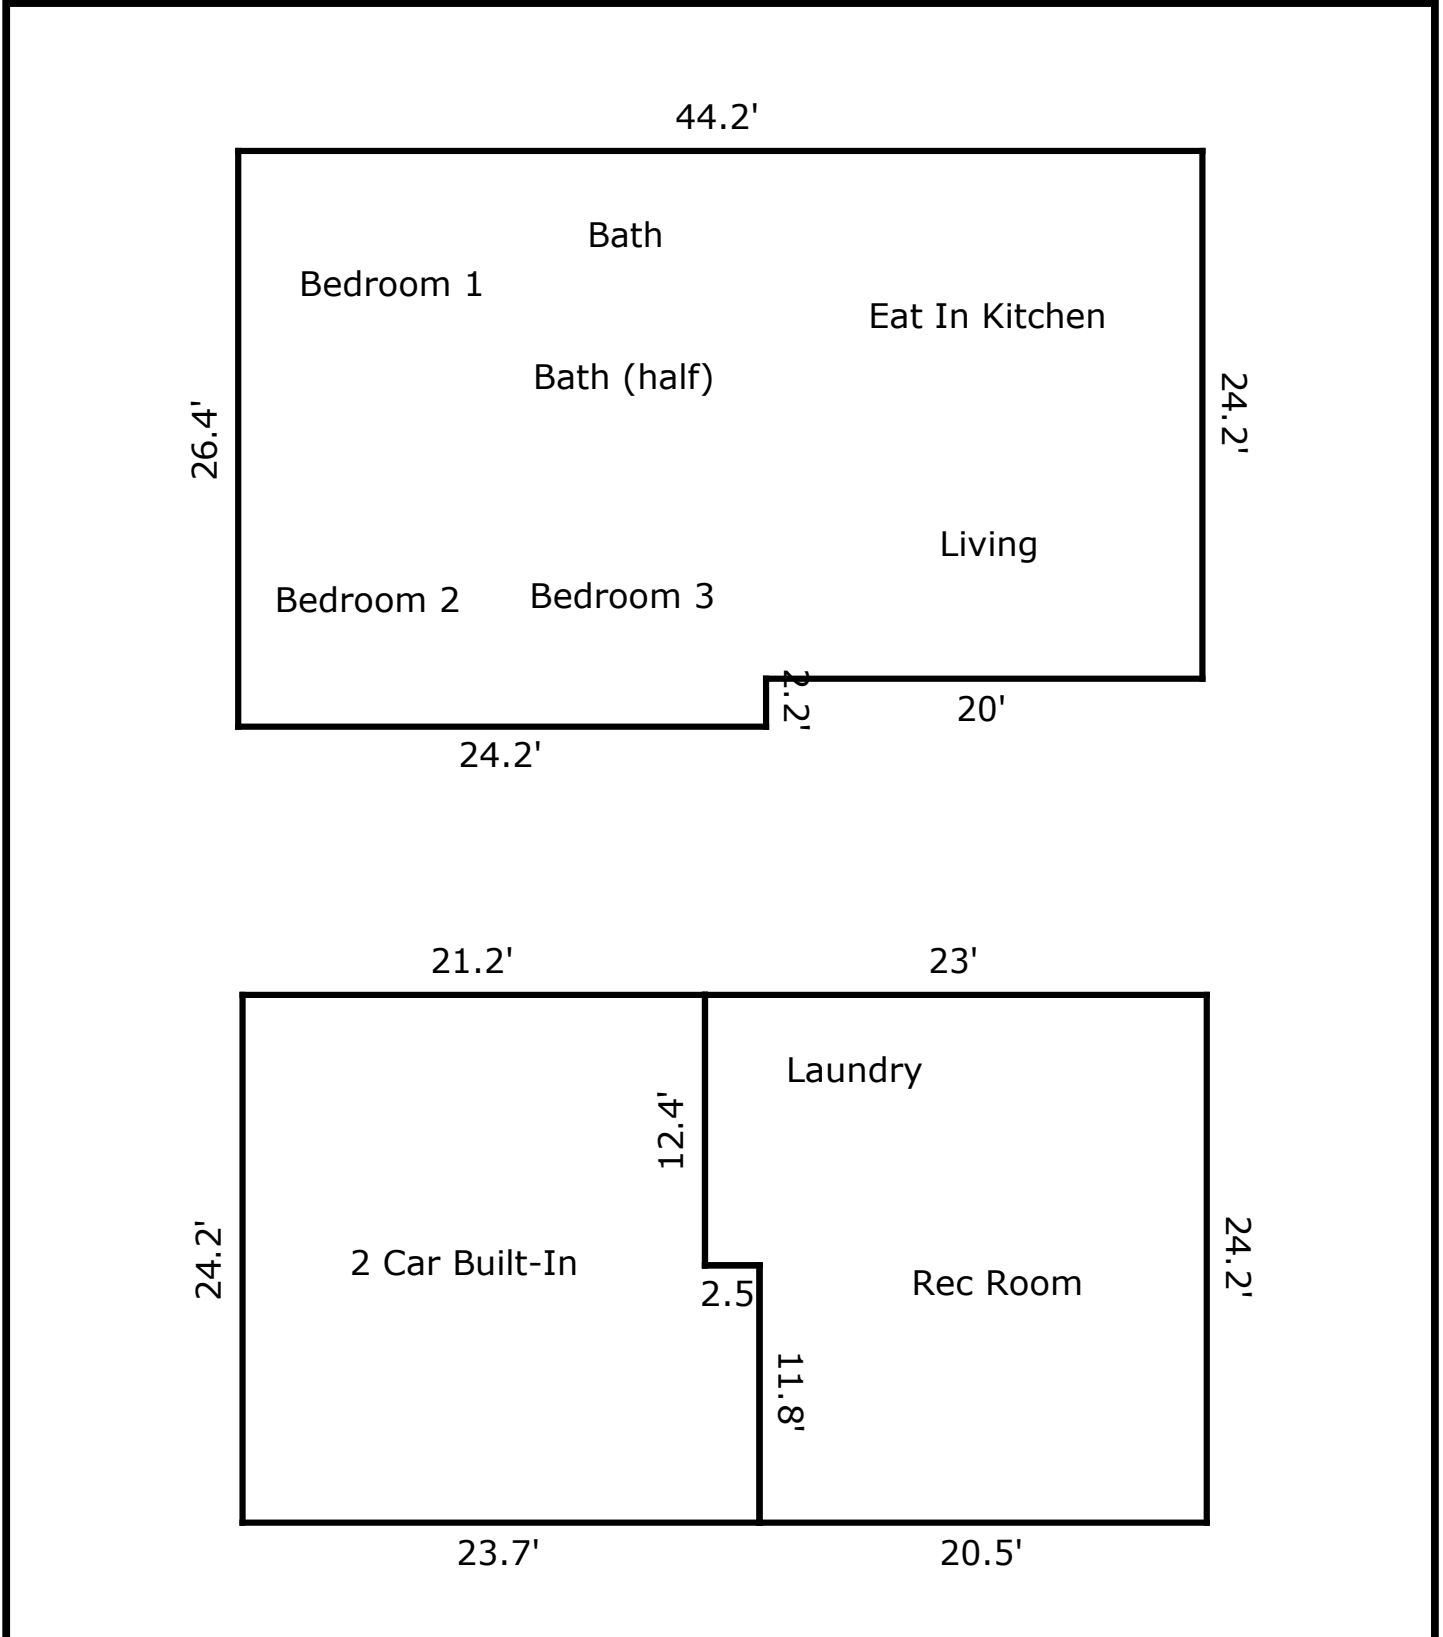 44.2'
Bath
Bedroom 1
Eat In Kitchen
Bath (half)
26.4'
24.2'
Living
Bedroom 2
Bedroom 3
2.2'
20'
24.2'
21.2'
23'
Laundry
12.4'
24.2'
2 Car Built-In
2.5
Rec Room
24.2'
11.8'
23.7'
20.5'